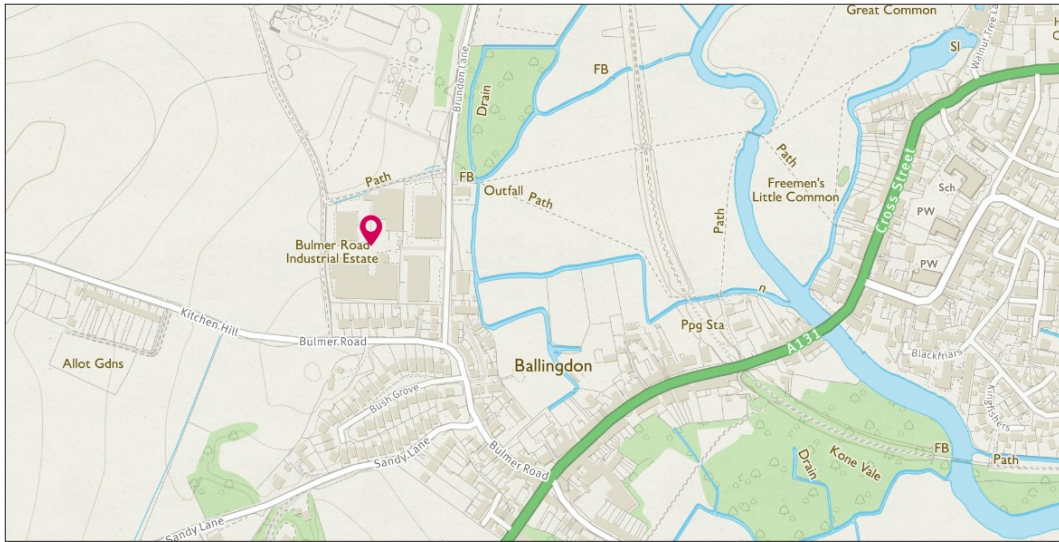 Great Common
Walnut Tree La
Sl
H
C
FB
Drain
Brundon Lane
Path
Path
Freemen's
Little Common
Cross Street
Sch
PW
PW
FB
Outfall
Path
Path
Bulmer Road
Industrial Estate
Kitchen Hill
Bulmer Road
Allot Gdns
n
Ppg Sta
A131
Ballingdon
Blackfriars
Kingfishers
Bush Grove
Sandy Lane
Bulmer Road
Drain
Kone Vale
FB
Path
Sandy Lane